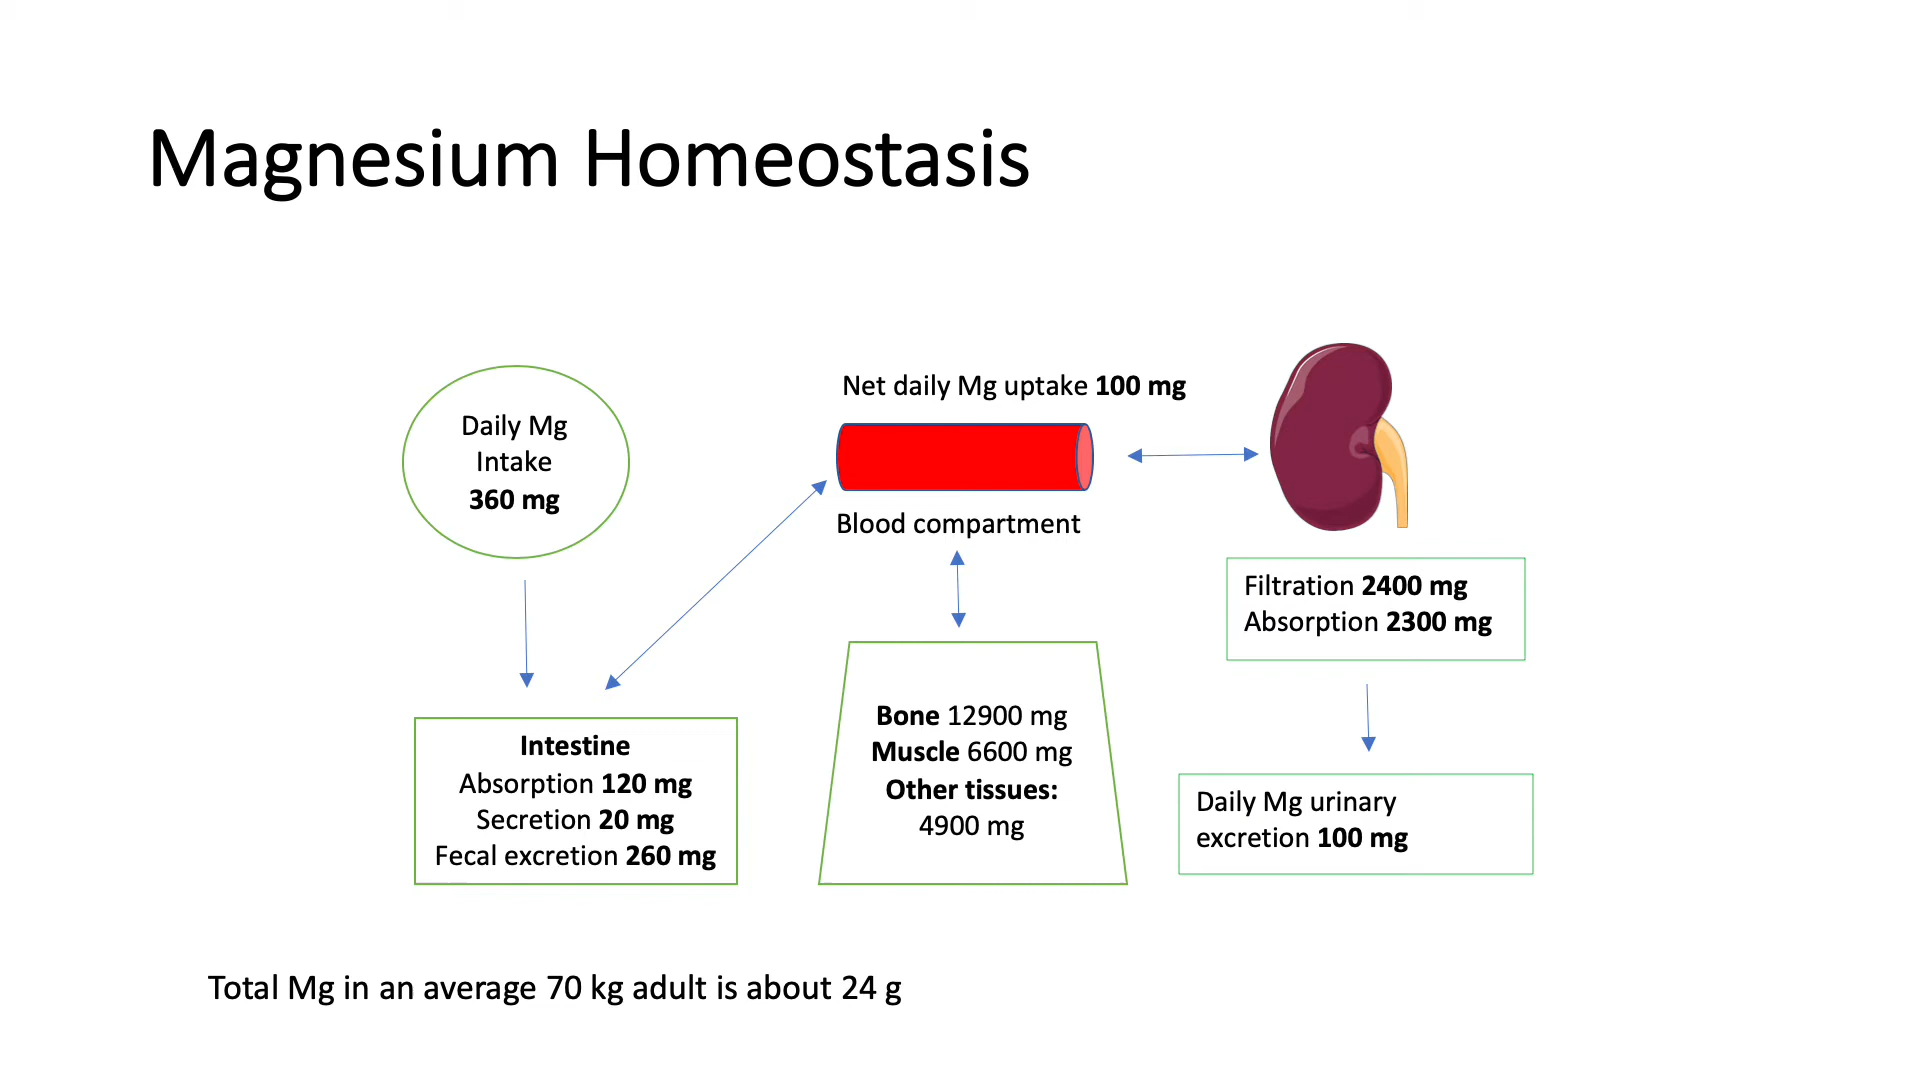 Magnesium Homeostasis
Daily Mg
Intake
360 mg
Net daily Mg uptake 100 mg
Blood compartment
Filtration 2400 mg
Absorption 2300 mg
Intestine
Absorption 120 mg
Secretion 20 mg
Fecal excretion 260 mg
Bone 12900 mg
Muscle 6600 mg
Other tissues:
4900 mg
Daily Mg urinary
excretion 100 mg
Total Mg in an average 70 kg adult is about 24 g